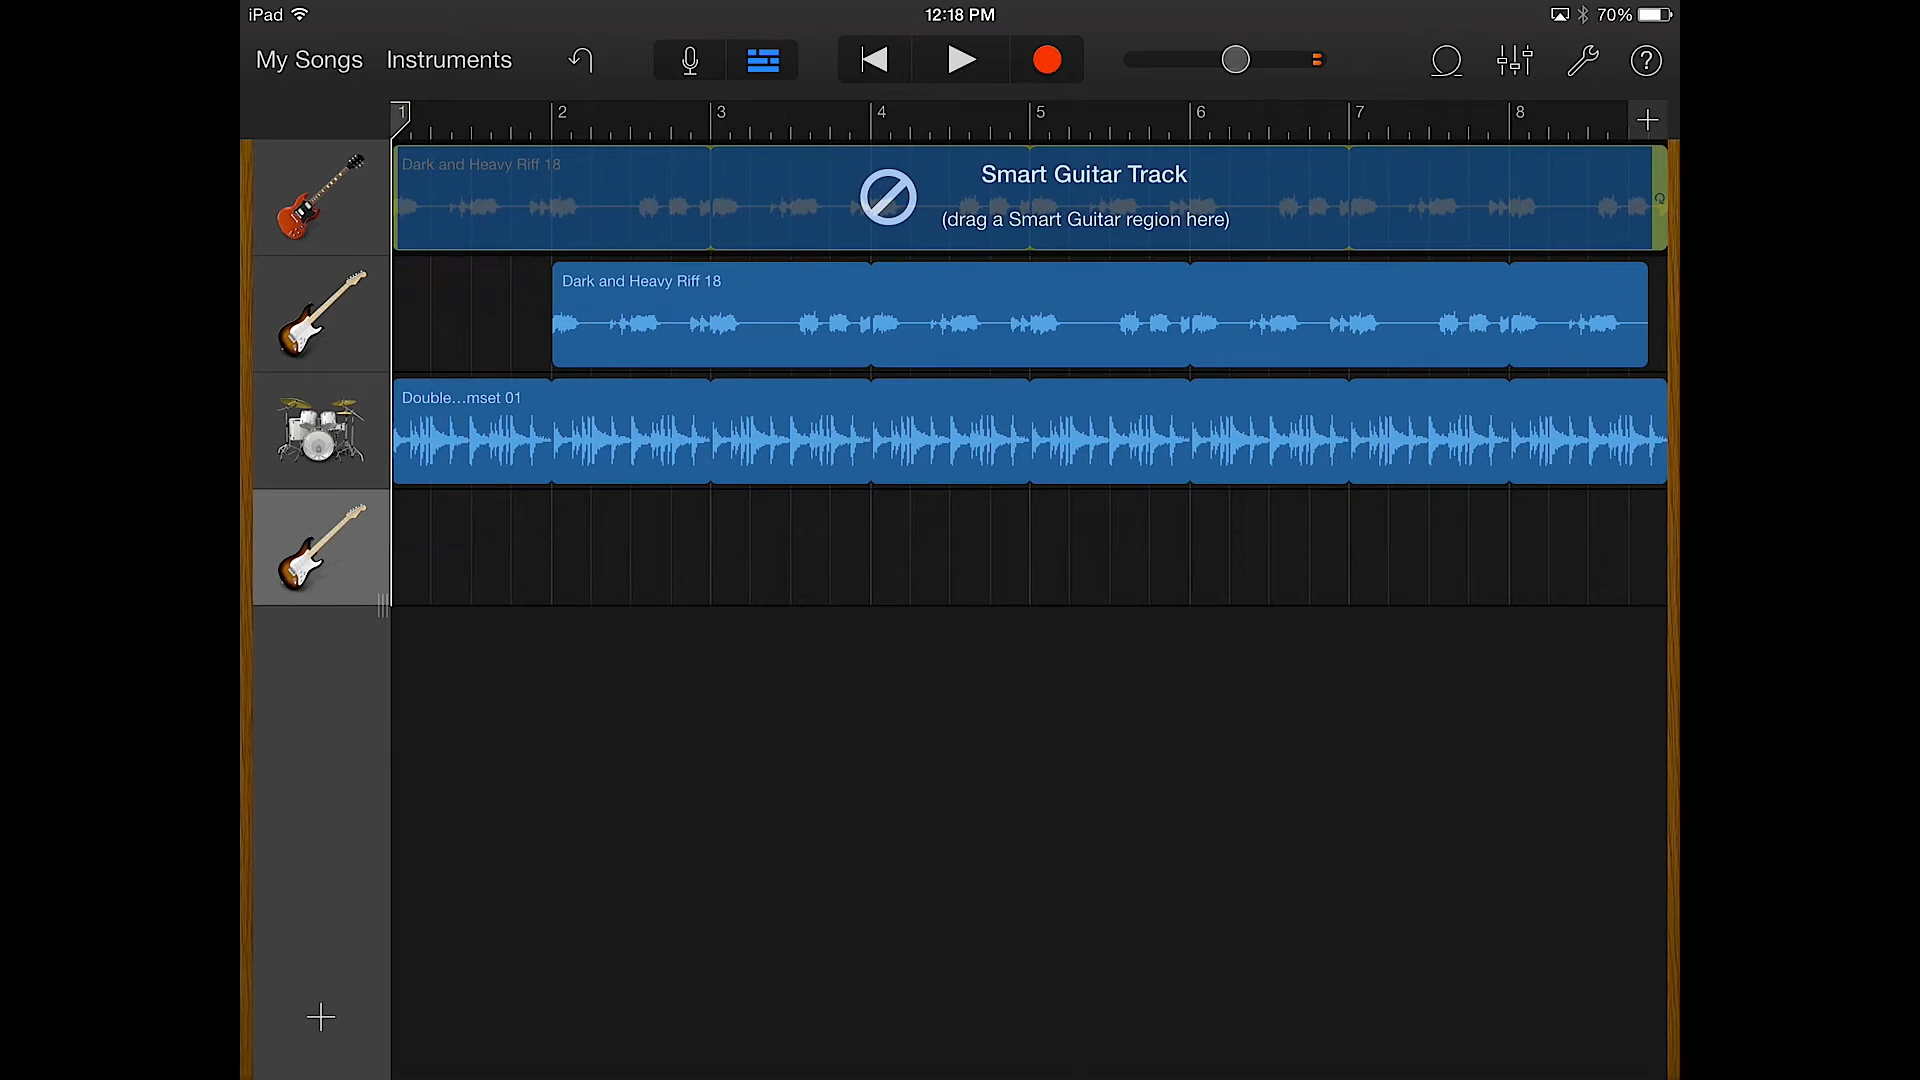 iPad
12:18 PM
70%
My Songs
Instruments
?
1 2 3 4 5 6 7 8
Dark and Heavy Riff 18
Smart Guitar Track
(drag a Smart Guitar region here)
Dark and Heavy Riff 18
Double...mset 01